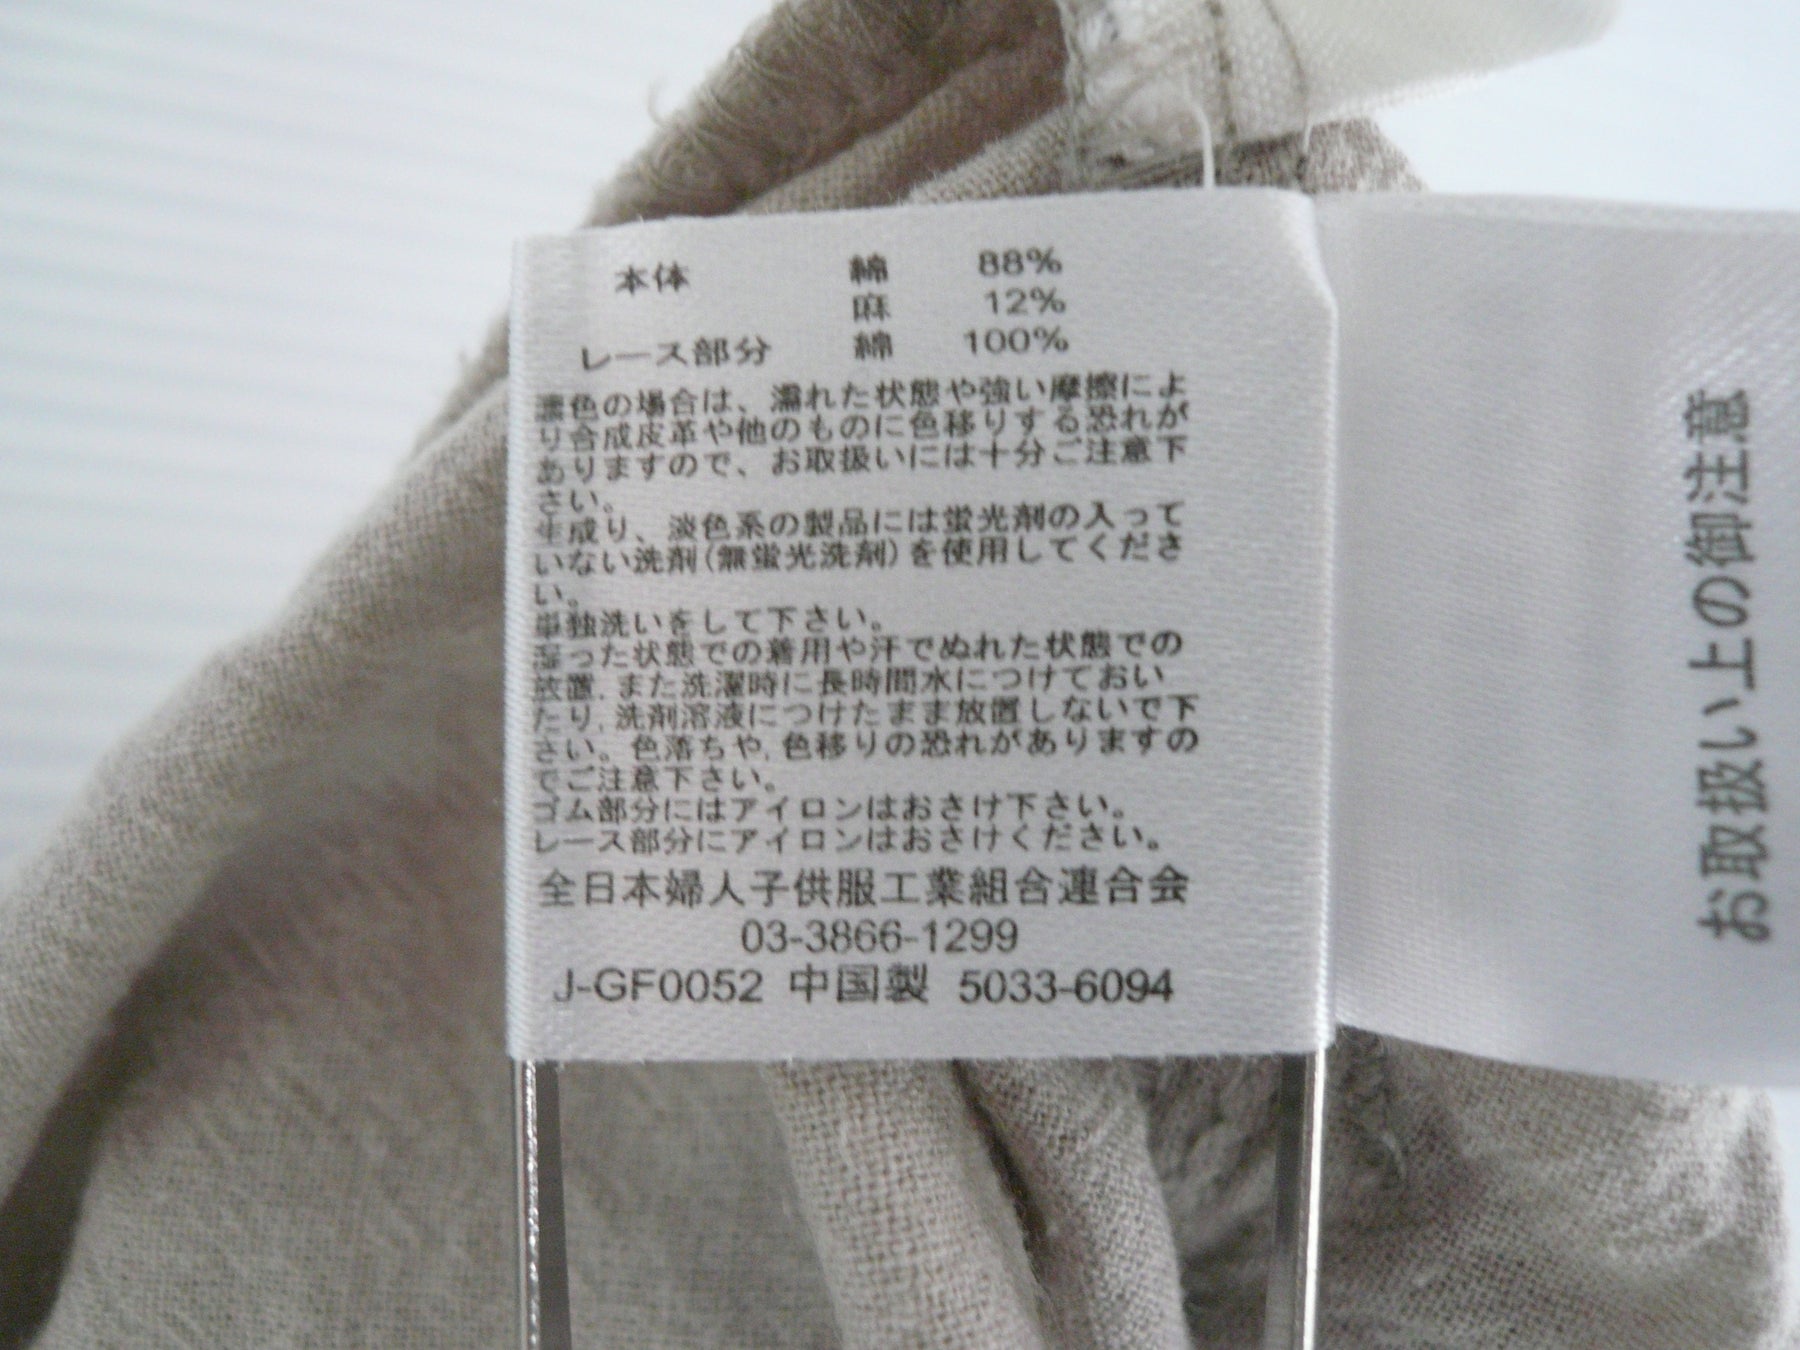 本体 綿 88%
麻 12%
レース部分 綿 100%
濃色の場合は、濡れた状態や強い摩擦によ
り合成皮革や他のものに色移りする恐れが
ありますので、お取扱いには十分ご注意下
さい。
生成り、淡色系の製品には蛍光剤の入って
いない洗剤(無蛍光洗剤)を使用してくださ
い。
単独洗いをして下さい。
湿った状態での着用や汗でぬれた状態での
放置,また洗濯時に長時間水につけておい
たり,洗剤溶液につけたまま放置しないで下
さい。色落ちや,色移りの恐れがありますの
でご注意下さい。
ゴム部分にはアイロンはおさけ下さい。
レース部分にアイロンはおさけください。
全日本婦人子供服工業組合連合会
03-3866-1299
J-GF0052 中国製 5033-6094
お取扱い上の御注意